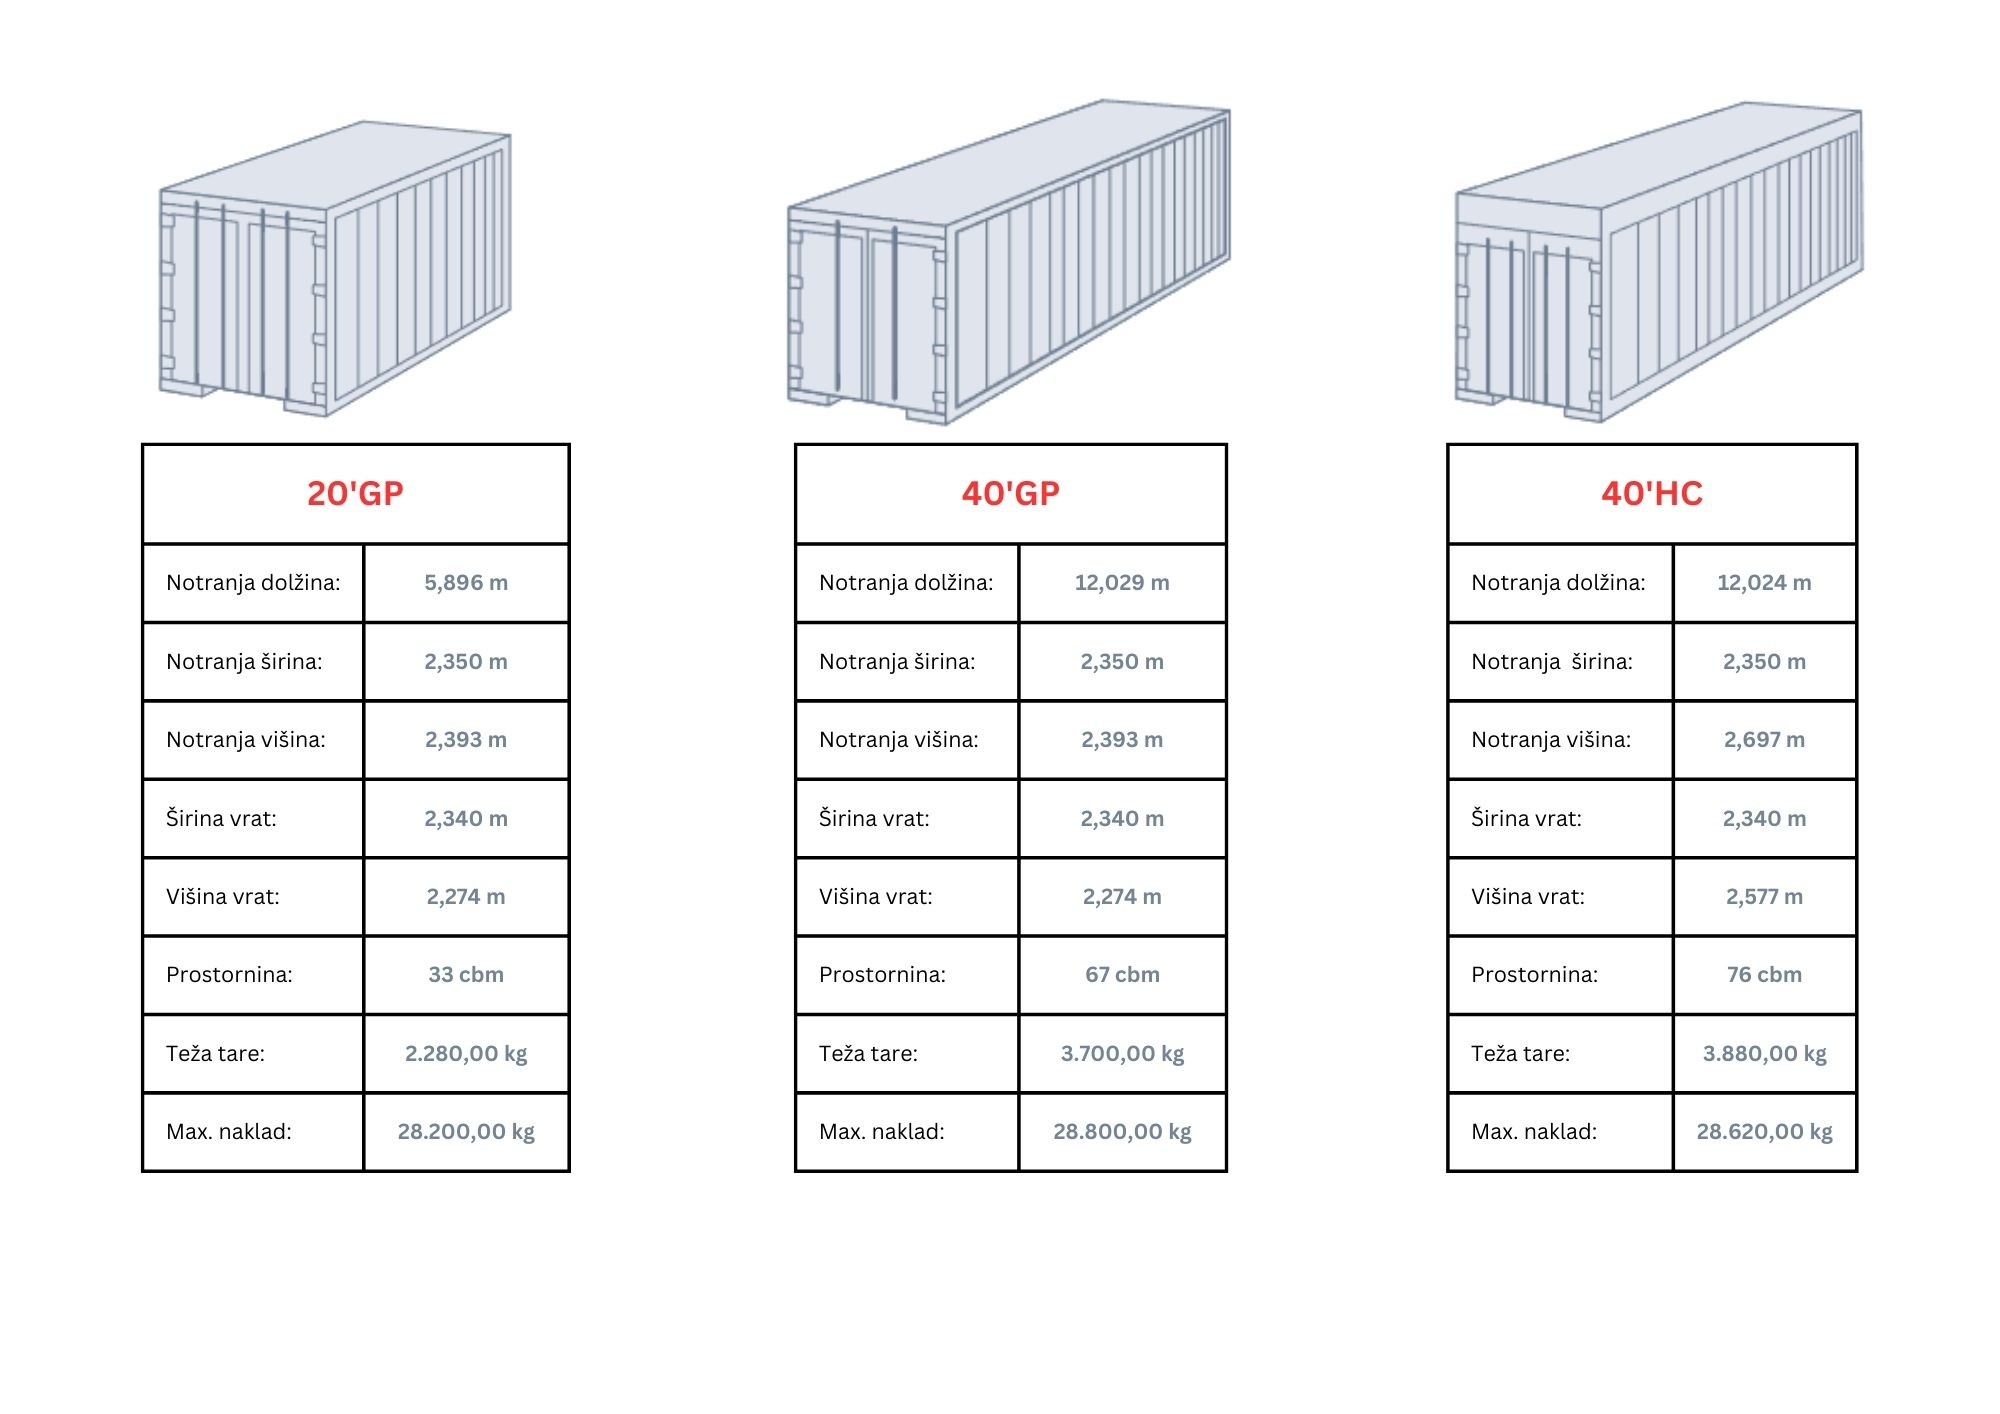 20'GP
Notranja dolžina: 5,896 m
Notranja širina: 2,350 m
Notranja višina: 2,393 m
Širina vrat: 2,340 m
Višina vrat: 2,274 m
Prostornina: 33 cbm
Teža tare: 2.280,00 kg
Max. naklad: 28.200,00 kg
40'GP
Notranja dolžina: 12,029 m
Notranja širina: 2,350 m
Notranja višina: 2,393 m
Širina vrat: 2,340 m
Višina vrat: 2,274 m
Prostornina: 67 cbm
Teža tare: 3.700,00 kg
Max. naklad: 28.800,00 kg
40'HC
Notranja dolžina: 12,024 m
Notranja  širina: 2,350 m
Notranja višina: 2,697 m
Širina vrat: 2,340 m
Višina vrat: 2,577 m
Prostornina: 76 cbm
Teža tare: 3.880,00 kg
Max. naklad: 28.620,00 kg